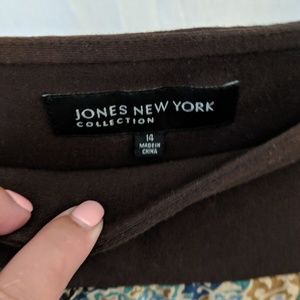 JONES NEW YORK
COLLECTION
14
MADE IN
CHINA